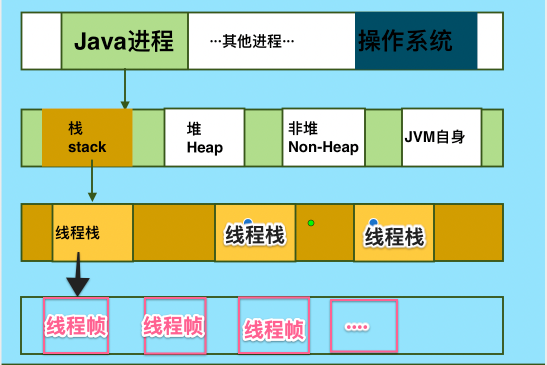 Java进程 ···其他进程··· 操作系统
栈 堆 非堆
stack Heap Non-Heap JVM自身
线程栈 线程栈 线程栈
线程帧 线程帧 线程帧 ....